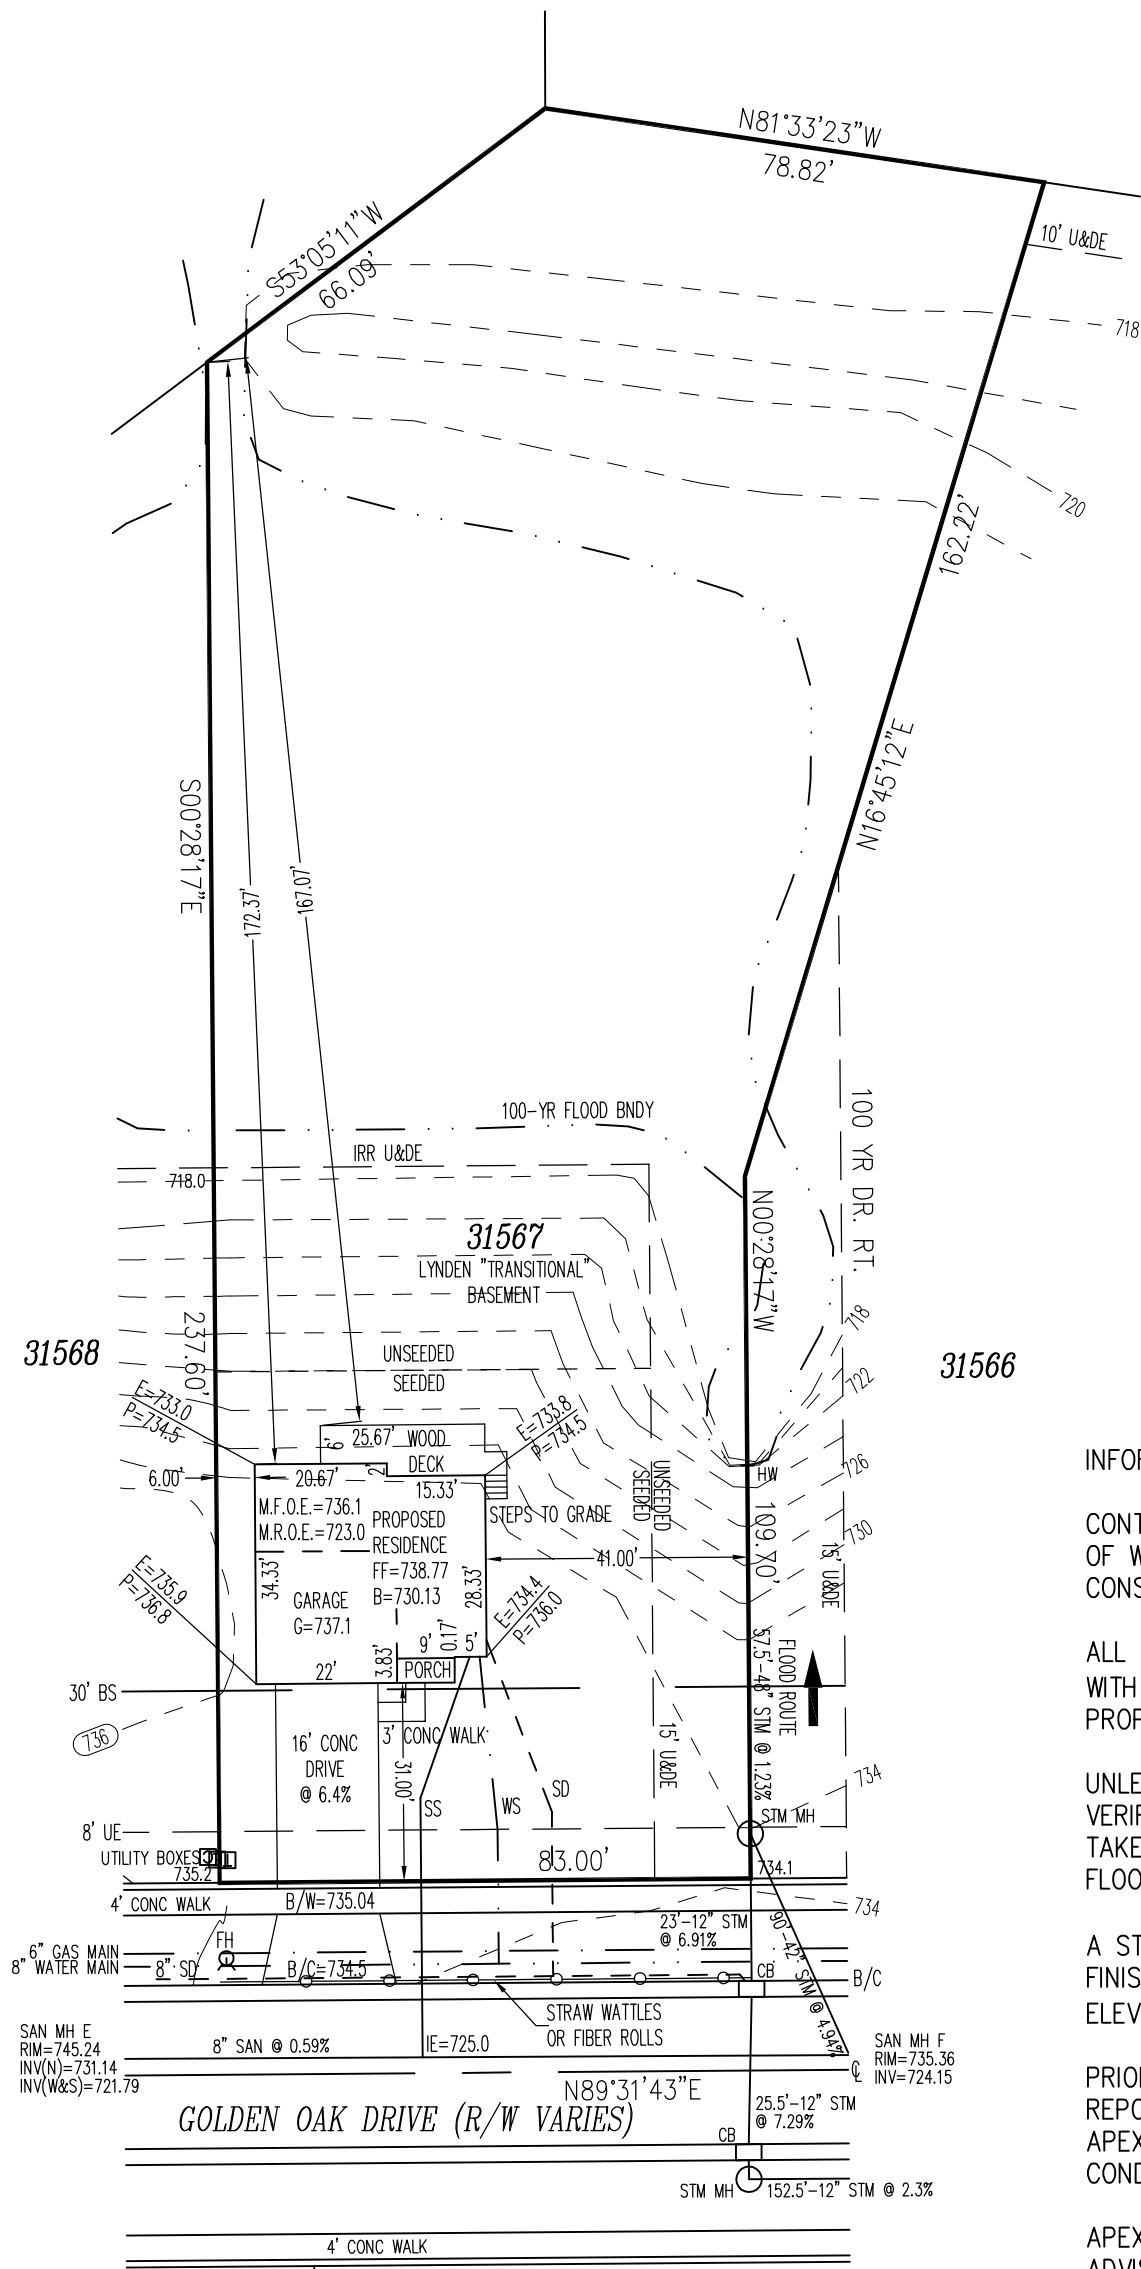 N81°33'23"W
78.82'
10' U&DE
S53°05'11"W
66.09'
718
720
162.22'
N16°45'12"E
S00°28'17"E
172.37'
167.07'
100-YR FLOOD BNDY
IRR U&DE
100 YR DR. RT.
718.0
N00°28'17"W
31567
LYNDEN "TRANSITIONAL"
BASEMENT
237.60'
718
31568
UNSEEDED
SEEDED
31566
722
E=733.0
P=734.5
E=733.8
P=734.5
6'
25.67'
WOOD
DECK
2'
726
6.00'
20.67'
15.33'
HW
UNSEEDED
SEEDED
M.F.O.E.=736.1
M.R.O.E.=723.0
PROPOSED
RESIDENCE
FF=738.77
B=730.13
STEPS TO GRADE
109.70'
730
41.00'
15' U&DE
34.33'
28.33'
E=735.9
P=736.8
E=734.4
P=736.0
GARAGE
G=737.1
9'
0.17'
5'
3.83'
PORCH
22'
30' BS
736
57.5'-48" STM @ 1.23%
FLOOD ROUTE
16' CONC
DRIVE
@ 6.4%
3' CONC WALK
31.00'
15' U&DE
734
SS
WS
SD
STM MH
8' UE
UTILITY BOXES
735.2
83.00'
734.1
4' CONC WALK
B/W=735.04
734
FH
23'-12" STM
@ 6.91%
90'-42" STM @ 4.94%
6" GAS MAIN
8" WATER MAIN
8" SD
B/C=734.5
CB
B/C
STRAW WATTLES
OR FIBER ROLLS
SAN MH E
RIM=745.24
INV(N)=731.14
INV(W&S)=721.79
8" SAN @ 0.59%
IE=725.0
SAN MH F
RIM=735.36
INV=724.15
N89°31'43"E
GOLDEN OAK DRIVE (R/W VARIES)
25.5'-12" STM
@ 7.29%
CB
STM MH
152.5'-12" STM @ 2.3%
4' CONC WALK
INFOR
CONT
OF W
CONS
ALL
WITH
PROP
UNLE
VERIF
TAKE
FLOO
A ST
FINIS
ELEV
PRIO
REPO
APEX
COND
APEX